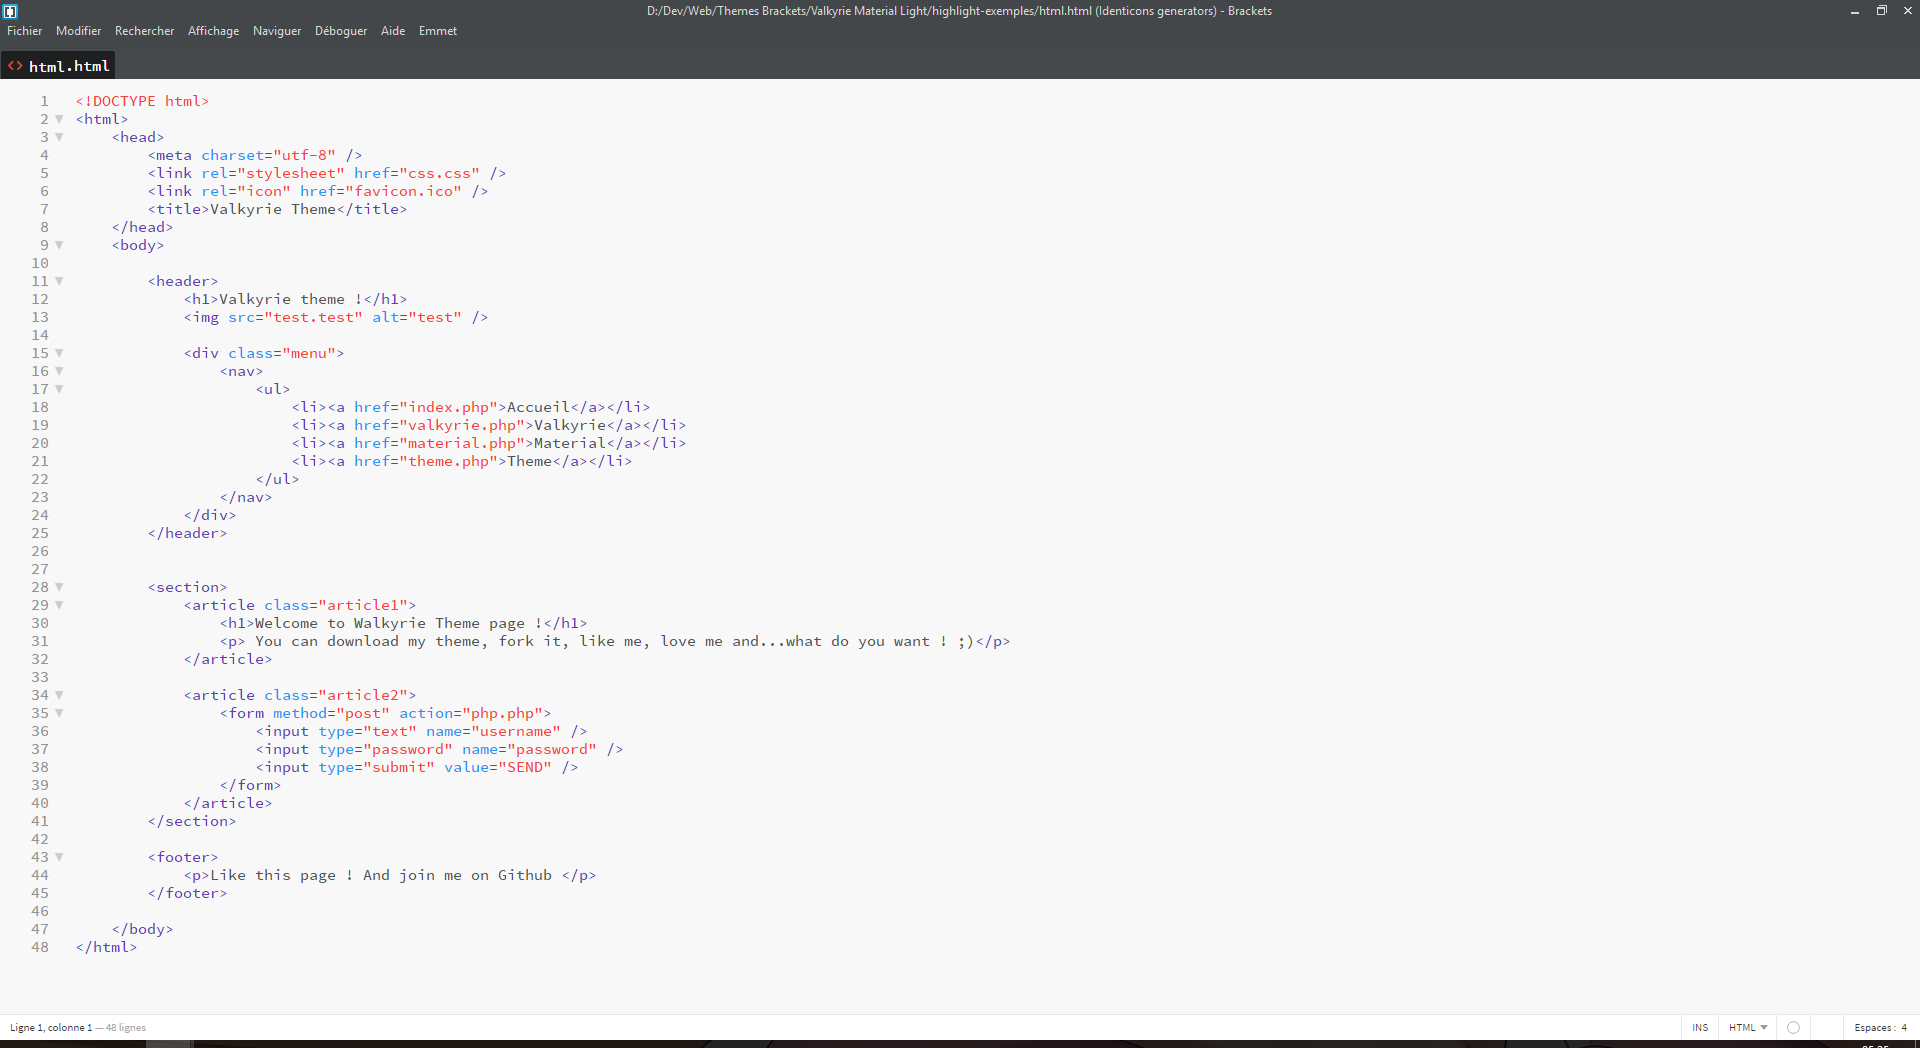 D:/Dev/Web/Themes Brackets/Valkyrie Material Light/highlight-exemples/html.html (Identicons generators) - Brackets
Fichier Modifier Rechercher Affichage Naviguer Déboguer Aide Emmet
<> html.html
1 <!DOCTYPE html>
2 <html>
3 <head>
4 <meta charset="utf-8" />
5 <link rel="stylesheet" href="css.css" />
6 <link rel="icon" href="favicon.ico" />
7 <title>Valkyrie Theme</title>
8 </head>
9 <body>
10
11 <header>
12 <h1>Valkyrie theme !</h1>
13 <img src="test.test" alt="test" />
14
15 <div class="menu">
16 <nav>
17 <ul>
18 <li><a href="index.php">Accueil</a></li>
19 <li><a href="valkyrie.php">Valkyrie</a></li>
20 <li><a href="material.php">Material</a></li>
21 <li><a href="theme.php">Theme</a></li>
22 </ul>
23 </nav>
24 </div>
25 </header>
26
27
28 <section>
29 <article class="article1">
30 <h1>Welcome to Walkyrie Theme page !</h1>
31 <p> You can download my theme, fork it, like me, love me and...what do you want ! ;)</p>
32 </article>
33
34 <article class="article2">
35 <form method="post" action="php.php">
36 <input type="text" name="username" />
37 <input type="password" name="password" />
38 <input type="submit" value="SEND" />
39 </form>
40 </article>
41 </section>
42
43 <footer>
44 <p>Like this page ! And join me on Github </p>
45 </footer>
46
47 </body>
48 </html>
Ligne 1, colonne 1 — 48 lignes INS HTML Espaces : 4